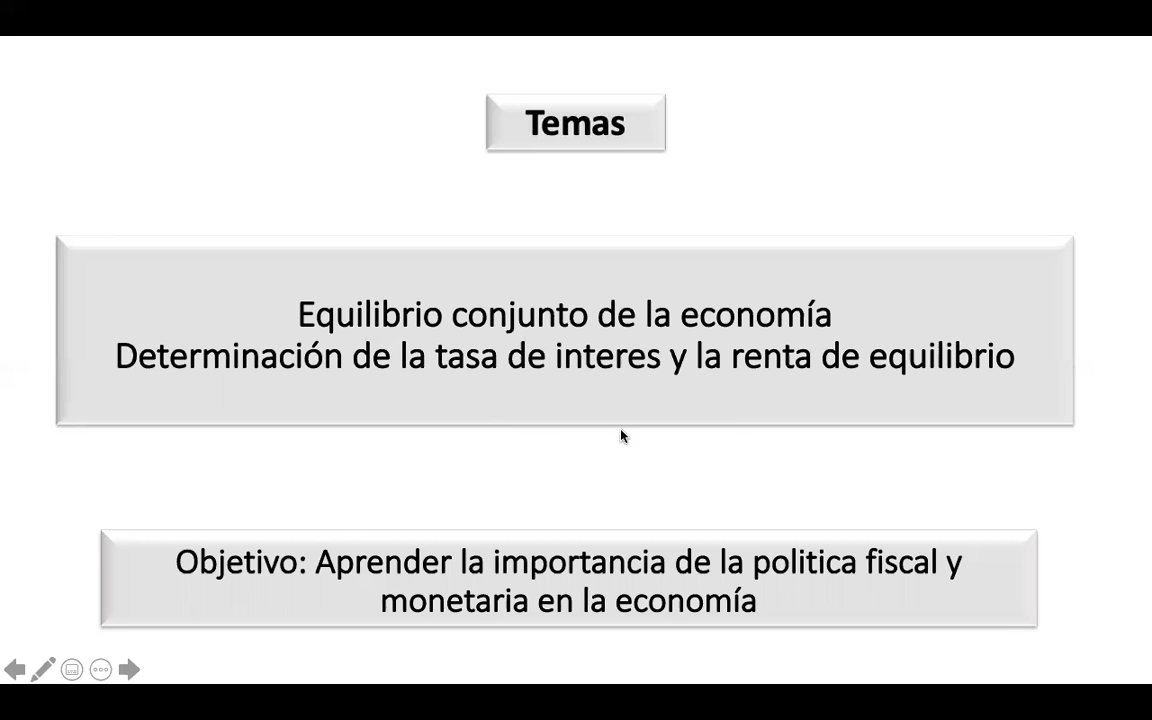 Temas
Equilibrio conjunto de la economía
Determinación de la tasa de interes y la renta de equilibrio
Objetivo: Aprender la importancia de la politica fiscal y
monetaria en la economía